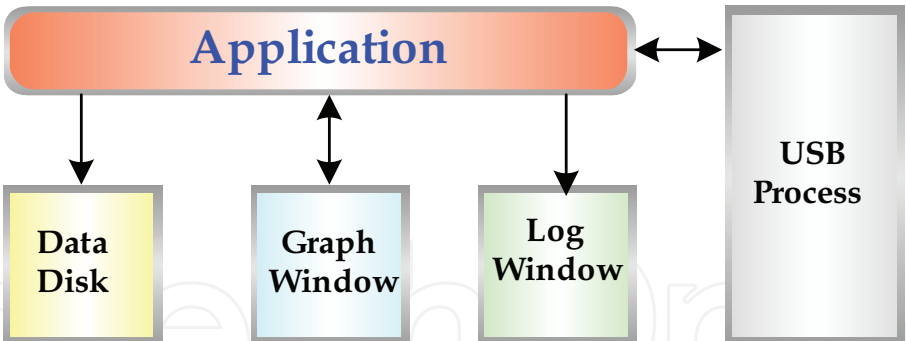 Application
USB
Process
Data
Disk
Graph
Window
Log
Window